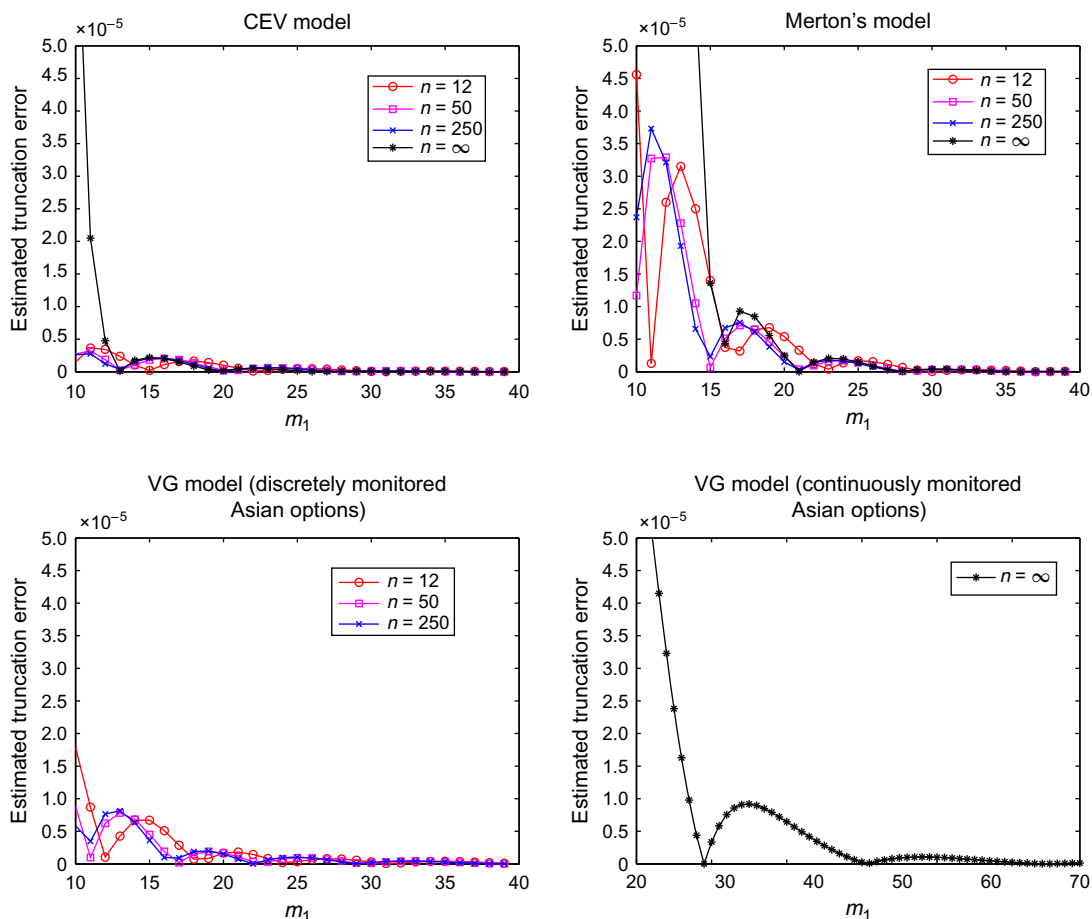 CEV model
×10⁻⁵
Estimated truncation error
5.0
4.5
4.0
3.5
3.0
2.5
2.0
1.5
1.0
0.5
0
10 15 20 25 30 35 40
m₁
n = 12
n = 50
n = 250
n = ∞
Merton’s model
×10⁻⁵
Estimated truncation error
5.0
4.5
4.0
3.5
3.0
2.5
2.0
1.5
1.0
0.5
0
10 15 20 25 30 35 40
m₁
n = 12
n = 50
n = 250
n = ∞
VG model (discretely monitored
Asian options)
×10⁻⁵
Estimated truncation error
5.0
4.5
4.0
3.5
3.0
2.5
2.0
1.5
1.0
0.5
0
10 15 20 25 30 35 40
m₁
n = 12
n = 50
n = 250
VG model (continuously monitored
Asian options)
×10⁻⁵
Estimated truncation error
5.0
4.5
4.0
3.5
3.0
2.5
2.0
1.5
1.0
0.5
0
20 30 40 50 60 70
m₁
n = ∞